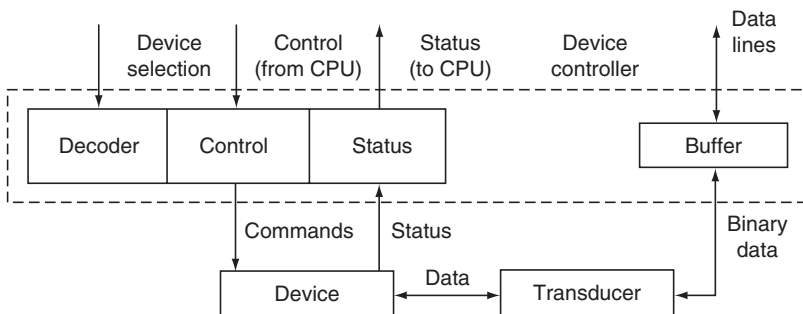 Device
selection
Control
(from CPU)
Status
(to CPU)
Device
controller
Data
lines
Decoder
Control
Status
Buffer
Commands
Status
Binary
data
Device
Data
Transducer